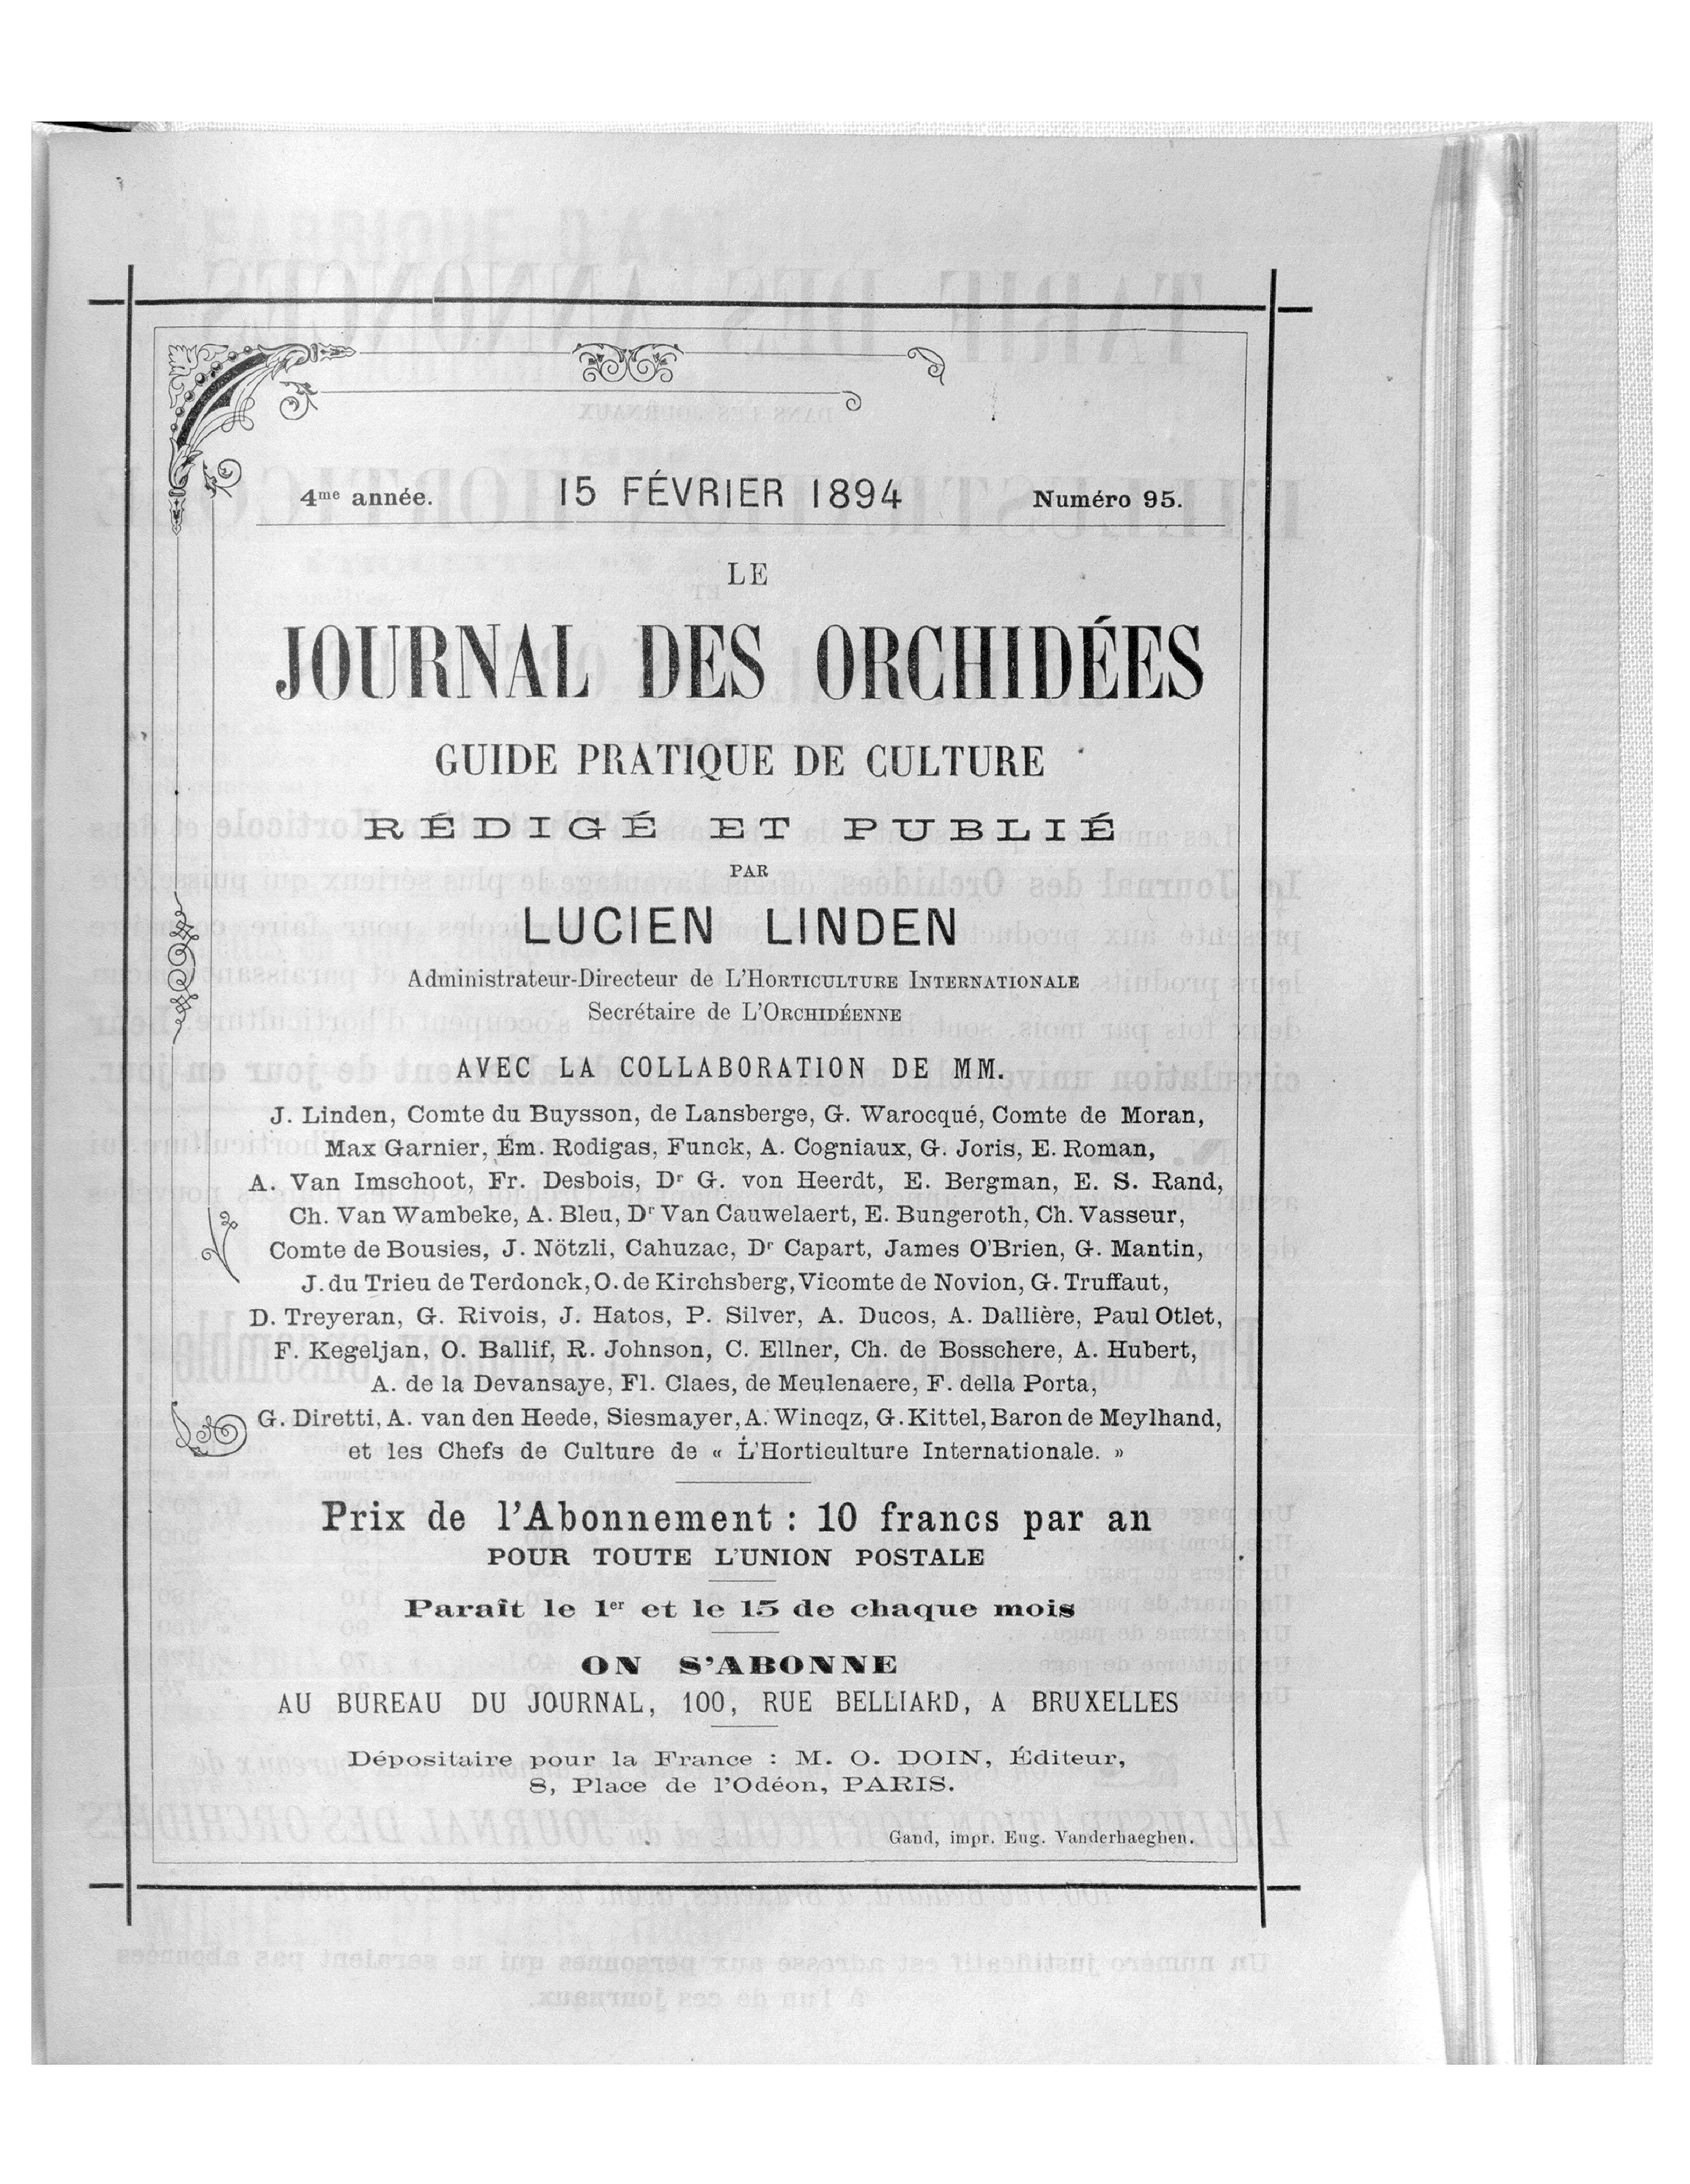 4me année. 15 FÉVRIER 1894 Numéro 95.
LE
JOURNAL DES ORCHIDÉES
GUIDE PRATIQUE DE CULTURE
RÉDIGÉ ET PUBLIÉ
PAR
LUCIEN LINDEN
Administrateur-Directeur de L'HORTICULTURE INTERNATIONALE
Secrétaire de L'ORCHIDÉENNE
AVEC LA COLLABORATION DE MM.
J. Linden, Comte du Buysson, de Lansberge, G. Warocqué, Comte de Moran,
Max Garnier, Ém. Rodigas, Funck, A. Cogniaux, G. Joris, E. Roman,
A. Van Imschoot, Fr. Desbois, Dr G. von Heerdt, E. Bergman, E. S. Rand,
Ch. Van Wambeke, A. Bleu, Dr Van Cauwelaert, E. Bungeroth, Ch. Vasseur,
Comte de Bousies, J. Nötzli, Cahuzac, Dr Capart, James O'Brien, G. Mantin,
J. du Trieu de Terdonck, O. de Kirchsberg, Vicomte de Novion, G. Truffaut,
D. Treyeran, G. Rivois, J. Hatos, P. Silver, A. Ducos, A. Dallière, Paul Otlet,
F. Kegeljan, O. Ballif, R. Johnson, C. Ellner, Ch. de Bosschere, A. Hubert,
A. de la Devansaye, Fl. Claes, de Meulenaere, F. della Porta,
G. Diretti, A. van den Heede, Siesmayer, A. Wincqz, G. Kittel, Baron de Meylhand,
et les Chefs de Culture de « L'Horticulture Internationale. »
Prix de l'Abonnement : 10 francs par an
POUR TOUTE L'UNION POSTALE
Paraît le 1er et le 15 de chaque mois
ON S'ABONNE
AU BUREAU DU JOURNAL, 100, RUE BELLIARD, A BRUXELLES
Dépositaire pour la France : M. O. DOIN, Éditeur,
8, Place de l'Odéon, PARIS.
Gand, impr. Eug. Vanderhaeghen.